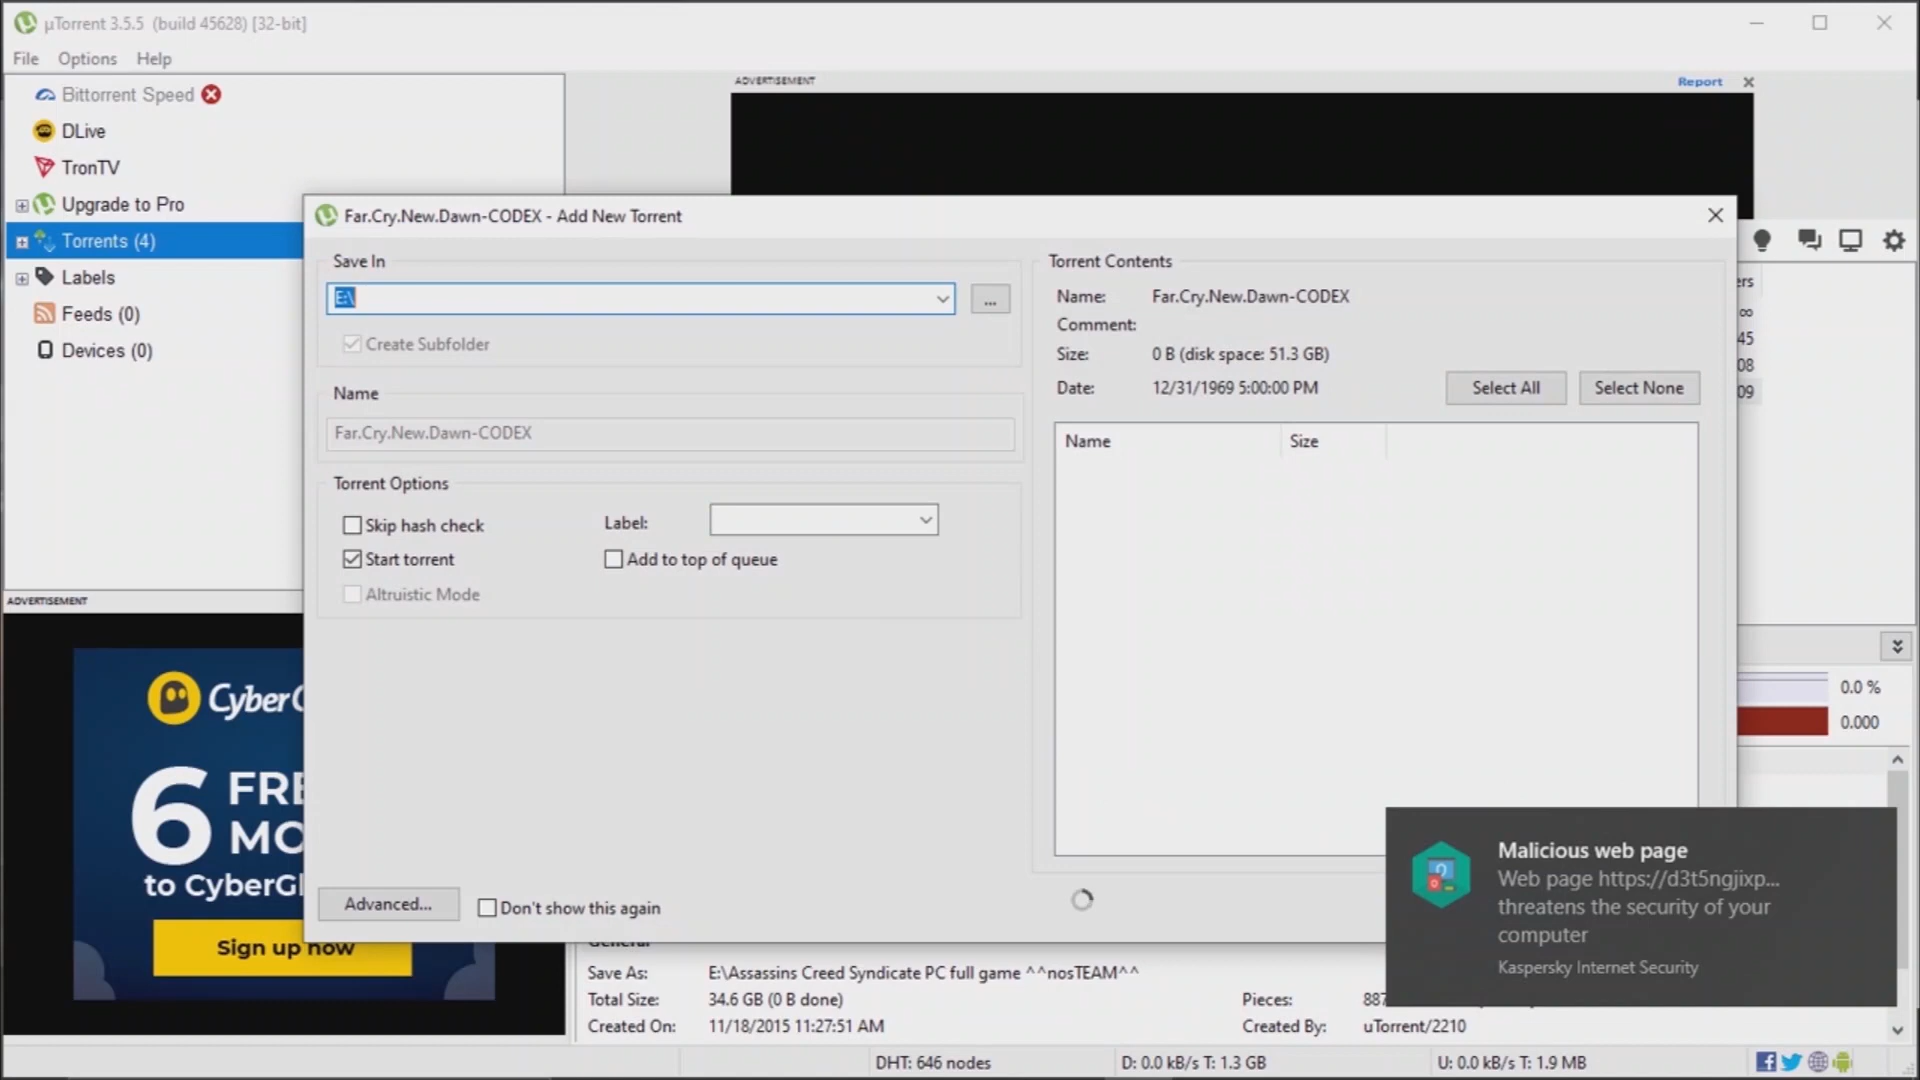 µTorrent 3.5.5 (build 45628) [32-bit]
File Options Help
Bittorrent Speed
DLive
TronTV
Upgrade to Pro
Torrents (4)
Labels
Feeds (0)
Devices (0)
ADVERTISEMENT
Report
Far.Cry.New.Dawn-CODEX - Add New Torrent
Save In
E:\
...
Create Subfolder
Name
Far.Cry.New.Dawn-CODEX
Torrent Options
Skip hash check
Label:
Start torrent
Add to top of queue
Altruistic Mode
Advanced...
Don't show this again
Torrent Contents
Name: Far.Cry.New.Dawn-CODEX
Comment:
Size: 0 B (disk space: 51.3 GB)
Date: 12/31/1969 5:00:00 PM
Select All
Select None
Name Size
ers
∞
45
08
09
0.0 %
0.000
ADVERTISEMENT
CyberG
6 FREE
MO
to CyberGh
Sign up now
Malicious web page
Web page https://d3t5ngjixp...
threatens the security of your
computer
Kaspersky Internet Security
General
Save As: E:\Assassins Creed Syndicate PC full game ^^nosTEAM^^
Total Size: 34.6 GB (0 B done)
Pieces: 887
Created On: 11/18/2015 11:27:51 AM
Created By: uTorrent/2210
DHT: 646 nodes
D: 0.0 kB/s T: 1.3 GB
U: 0.0 kB/s T: 1.9 MB